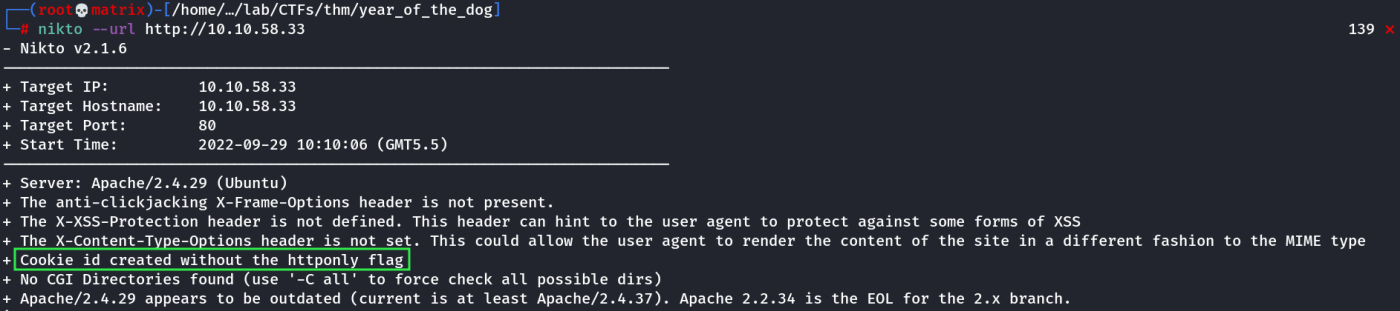 ┌──(root💀matrix)-[/home/…/lab/CTFs/thm/year_of_the_dog]
└─# nikto --url http://10.10.58.33 139 ⨯
- Nikto v2.1.6
---------------------------------------------------------------------------
+ Target IP:          10.10.58.33
+ Target Hostname:    10.10.58.33
+ Target Port:        80
+ Start Time:         2022-09-29 10:10:06 (GMT5.5)
---------------------------------------------------------------------------
+ Server: Apache/2.4.29 (Ubuntu)
+ The anti-clickjacking X-Frame-Options header is not present.
+ The X-XSS-Protection header is not defined. This header can hint to the user agent to protect against some forms of XSS
+ The X-Content-Type-Options header is not set. This could allow the user agent to render the content of the site in a different fashion to the MIME type
+ Cookie id created without the httponly flag
+ No CGI Directories found (use '-C all' to force check all possible dirs)
+ Apache/2.4.29 appears to be outdated (current is at least Apache/2.4.37). Apache 2.2.34 is the EOL for the 2.x branch.